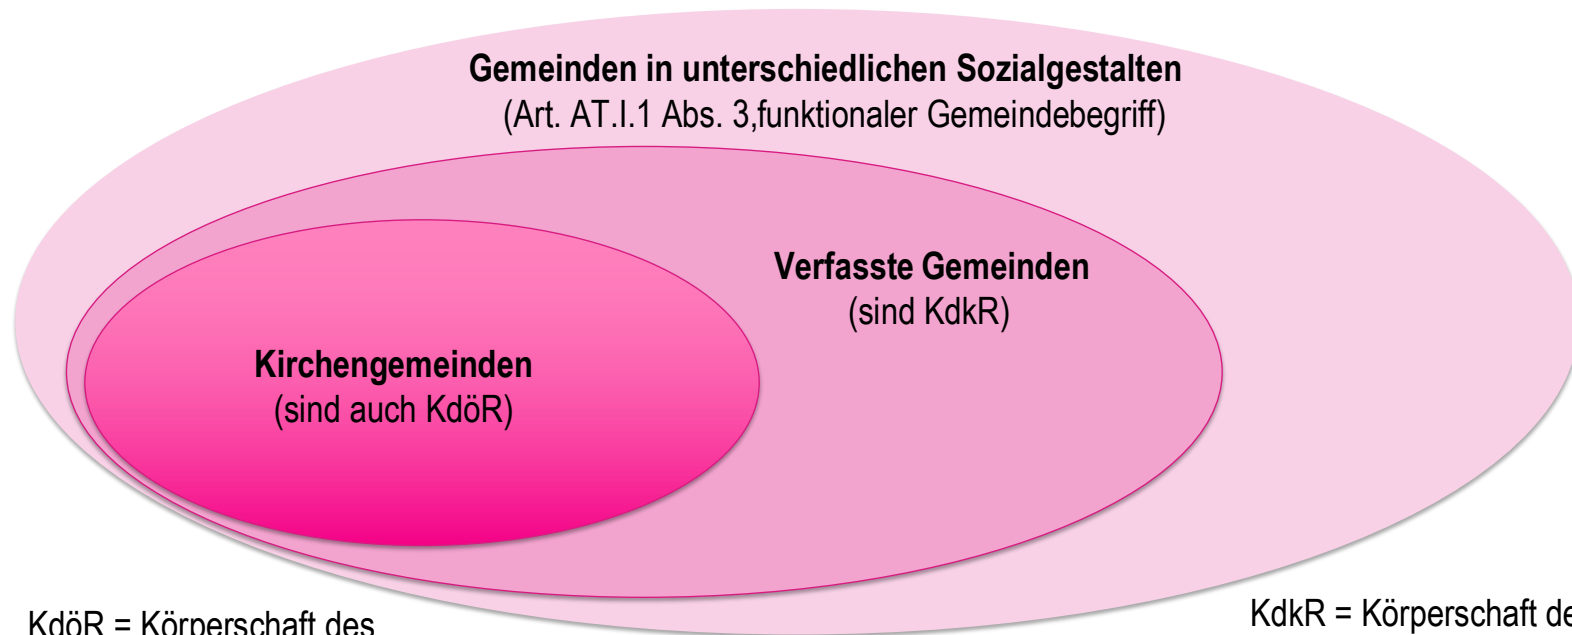 Gemeinden in unterschiedlichen Sozialgestalten
(Art. AT.I.1 Abs. 3,funktionaler Gemeindebegriff)
Verfasste Gemeinden
(sind KdkR)
Kirchengemeinden
(sind auch KdöR)
KdöR = Körperschaft des
KdkR = Körperschaft